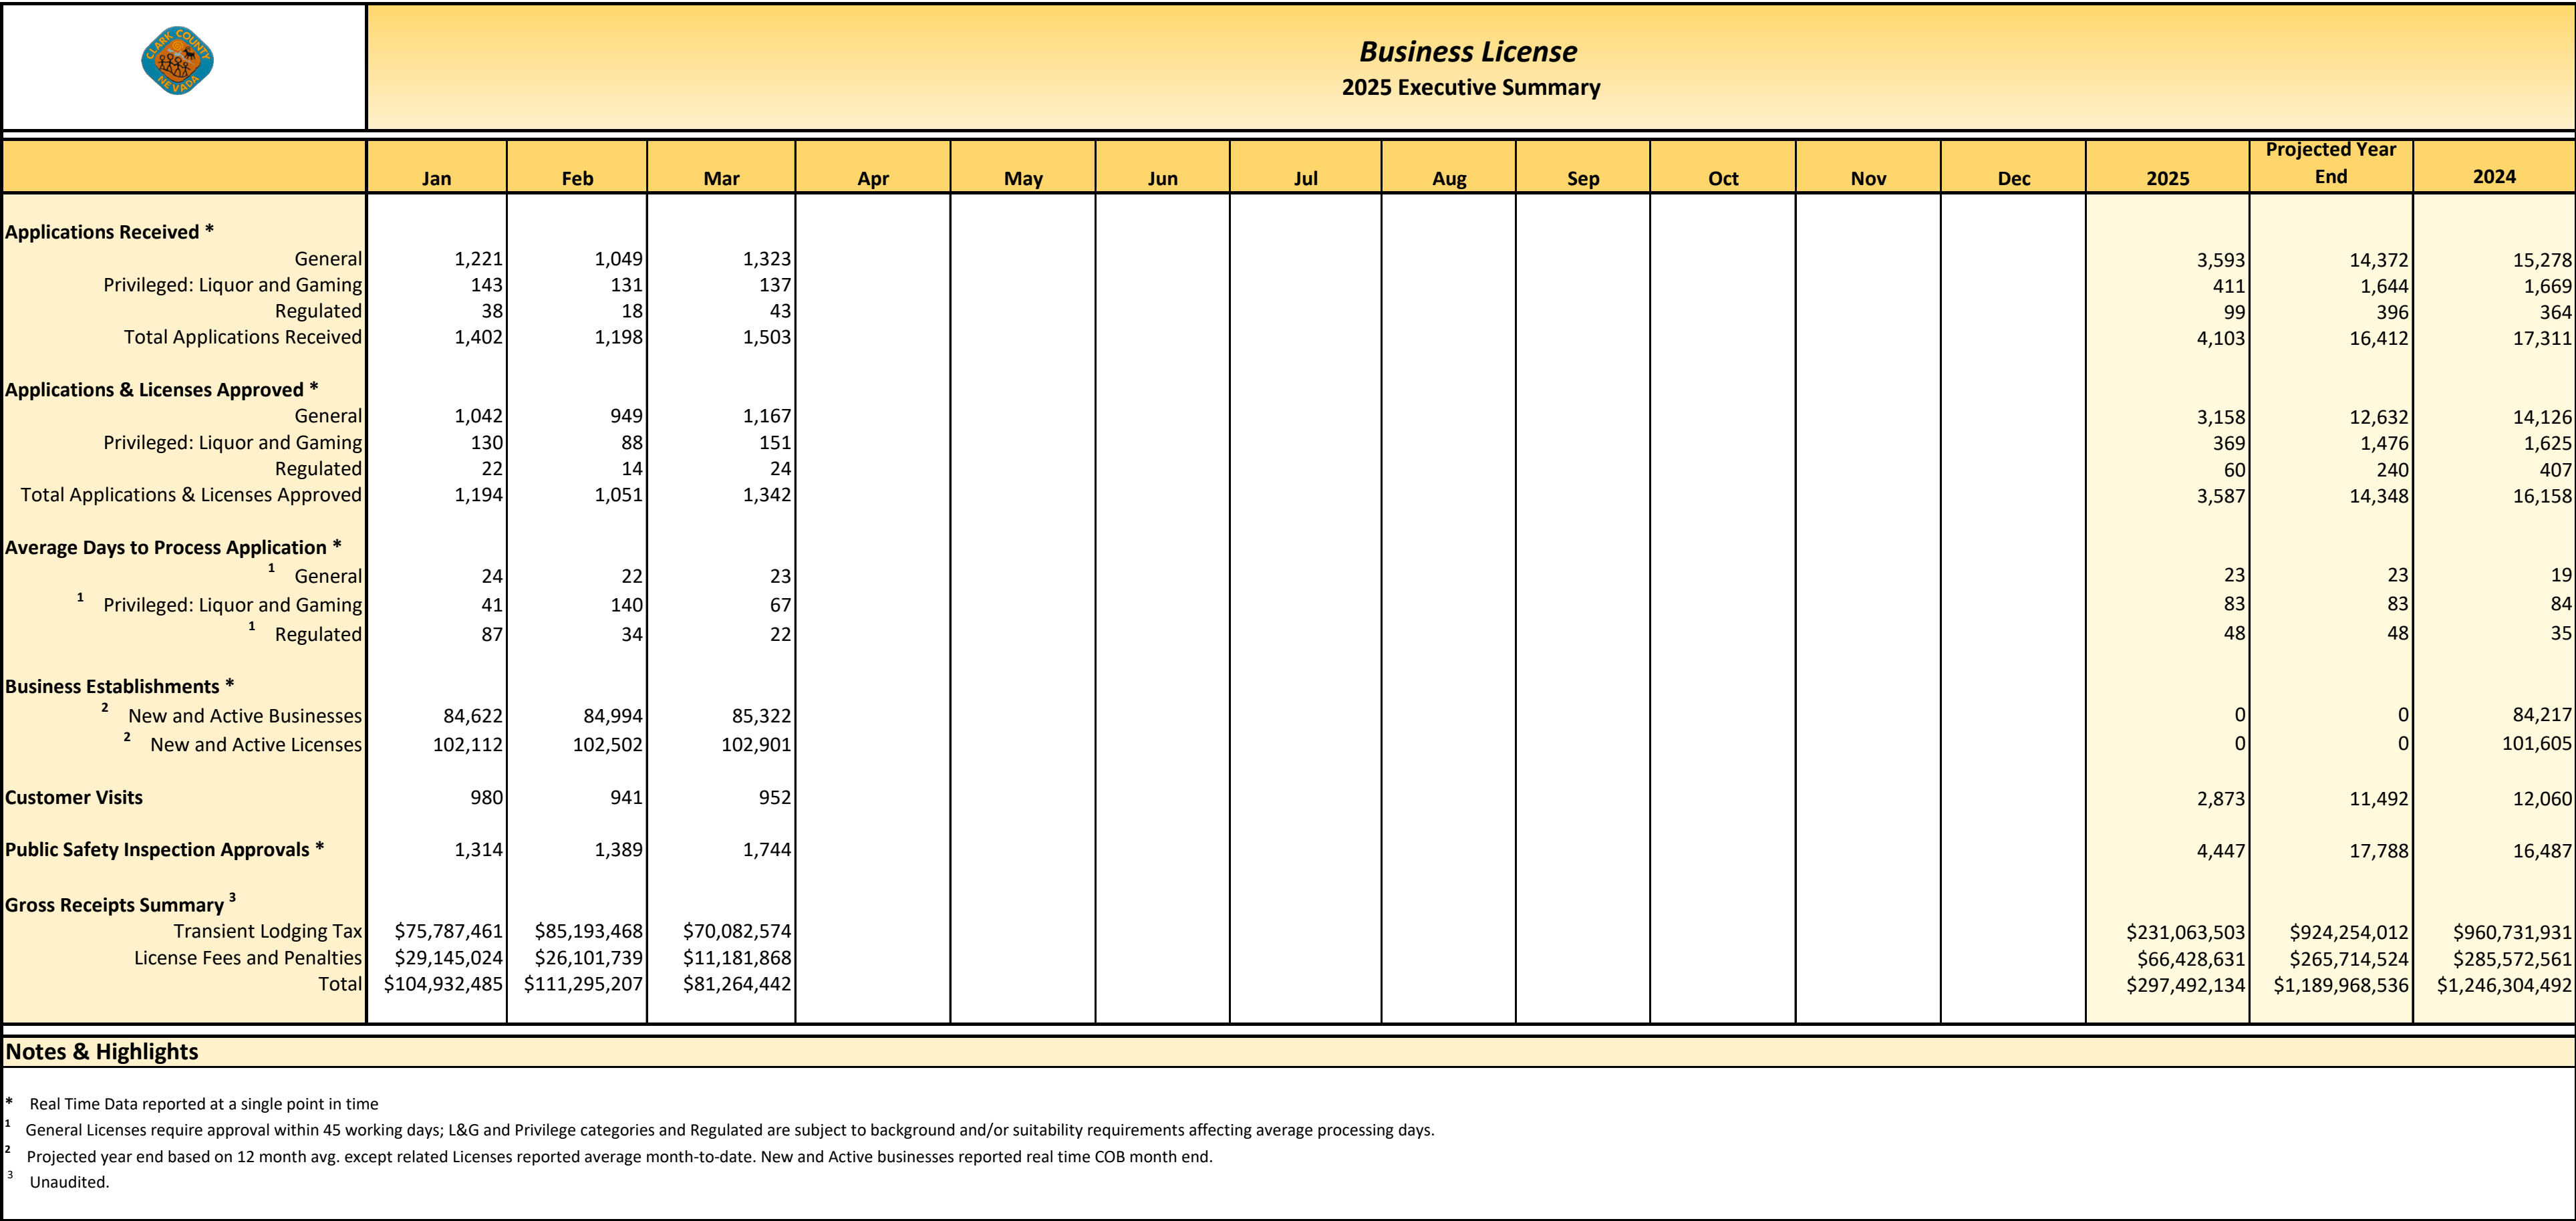 CLARK COUNTY
NEVADA
Business License
2025 Executive Summary
Jan Feb Mar Apr May Jun Jul Aug Sep Oct Nov Dec 2025 Projected Year End 2024
Applications Received *
General 1,221 1,049 1,323 3,593 14,372 15,278
Privileged: Liquor and Gaming 143 131 137 411 1,644 1,669
Regulated 38 18 43 99 396 364
Total Applications Received 1,402 1,198 1,503 4,103 16,412 17,311
Applications & Licenses Approved *
General 1,042 949 1,167 3,158 12,632 14,126
Privileged: Liquor and Gaming 130 88 151 369 1,476 1,625
Regulated 22 14 24 60 240 407
Total Applications & Licenses Approved 1,194 1,051 1,342 3,587 14,348 16,158
Average Days to Process Application *
1 General 24 22 23 23 23 19
1 Privileged: Liquor and Gaming 41 140 67 83 83 84
1 Regulated 87 34 22 48 48 35
Business Establishments *
2 New and Active Businesses 84,622 84,994 85,322 0 0 84,217
2 New and Active Licenses 102,112 102,502 102,901 0 0 101,605
Customer Visits 980 941 952 2,873 11,492 12,060
Public Safety Inspection Approvals * 1,314 1,389 1,744 4,447 17,788 16,487
Gross Receipts Summary 3
Transient Lodging Tax $75,787,461 $85,193,468 $70,082,574 $231,063,503 $924,254,012 $960,731,931
License Fees and Penalties $29,145,024 $26,101,739 $11,181,868 $66,428,631 $265,714,524 $285,572,561
Total $104,932,485 $111,295,207 $81,264,442 $297,492,134 $1,189,968,536 $1,246,304,492
Notes & Highlights
* Real Time Data reported at a single point in time
1 General Licenses require approval within 45 working days; L&G and Privilege categories and Regulated are subject to background and/or suitability requirements affecting average processing days.
2 Projected year end based on 12 month avg. except related Licenses reported average month-to-date. New and Active businesses reported real time COB month end.
3 Unaudited.